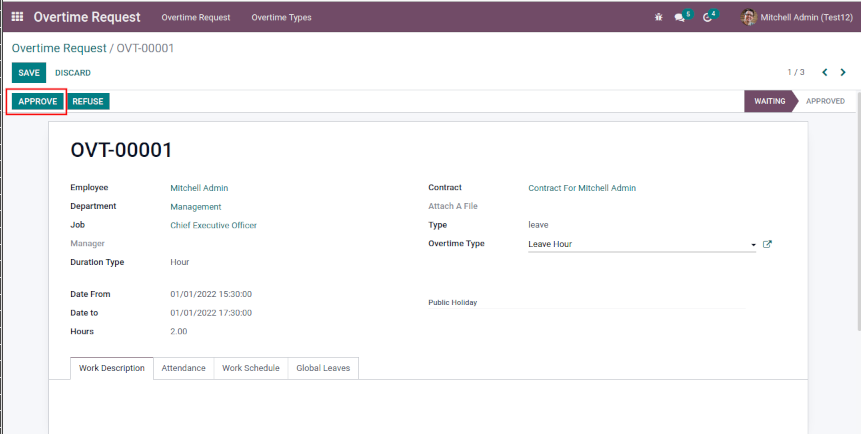 Overtime Request Overtime Request Overtime Types 5 4 Mitchell Admin (Test12)
Overtime Request / OVT-00001
SAVE DISCARD 1 / 3
APPROVE REFUSE WAITING APPROVED
OVT-00001
Employee Mitchell Admin Contract Contract For Mitchell Admin
Department Management Attach A File
Job Chief Executive Officer Type leave
Manager Overtime Type Leave Hour
Duration Type Hour
Date From 01/01/2022 15:30:00
Public Holiday
Date to 01/01/2022 17:30:00
Hours 2.00
Work Description Attendance Work Schedule Global Leaves